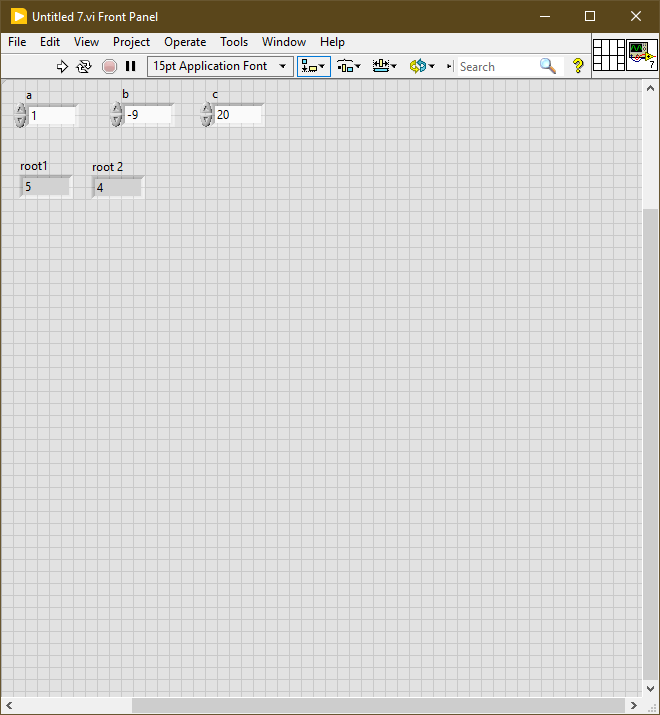 Untitled 7.vi Front Panel
File Edit View Project Operate Tools Window Help
15pt Application Font Search ? 7
a b c
1 -9 20
root1 root 2
5 4